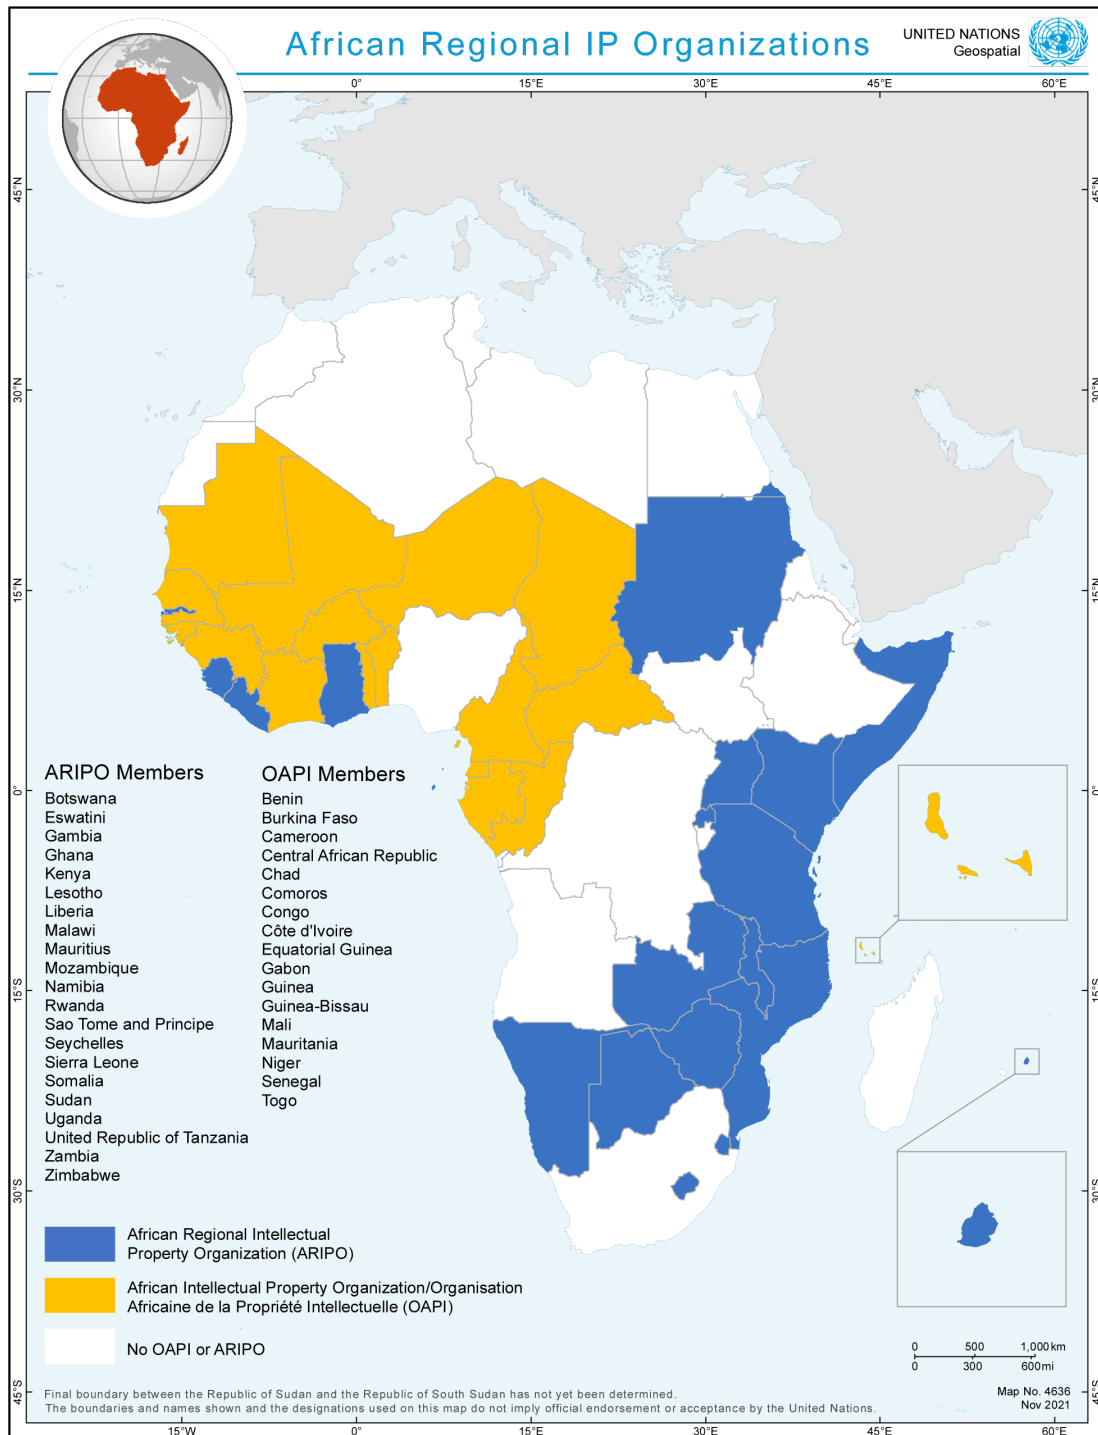 African Regional IP Organizations
UNITED NATIONS
Geospatial
0°
15°E
30°E
45°E
60°E
45°N
45°N
30°N
30°N
15°N
15°N
0°
0°
15°S
15°S
30°S
30°S
45°S
45°S
ARIPO Members
Botswana
Eswatini
Gambia
Ghana
Kenya
Lesotho
Liberia
Malawi
Mauritius
Mozambique
Namibia
Rwanda
Sao Tome and Principe
Seychelles
Sierra Leone
Somalia
Sudan
Uganda
United Republic of Tanzania
Zambia
Zimbabwe
OAPI Members
Benin
Burkina Faso
Cameroon
Central African Republic
Chad
Comoros
Congo
Côte d'Ivoire
Equatorial Guinea
Gabon
Guinea
Guinea-Bissau
Mali
Mauritania
Niger
Senegal
Togo
African Regional Intellectual
Property Organization (ARIPO)
African Intellectual Property Organization/Organisation
Africaine de la Propriété Intellectuelle (OAPI)
No OAPI or ARIPO
0 500 1,000 km
0 300 600 mi
Final boundary between the Republic of Sudan and the Republic of South Sudan has not yet been determined.
The boundaries and names shown and the designations used on this map do not imply official endorsement or acceptance by the United Nations.
Map No. 4636
Nov 2021
15°W
0°
15°E
30°E
45°E
60°E